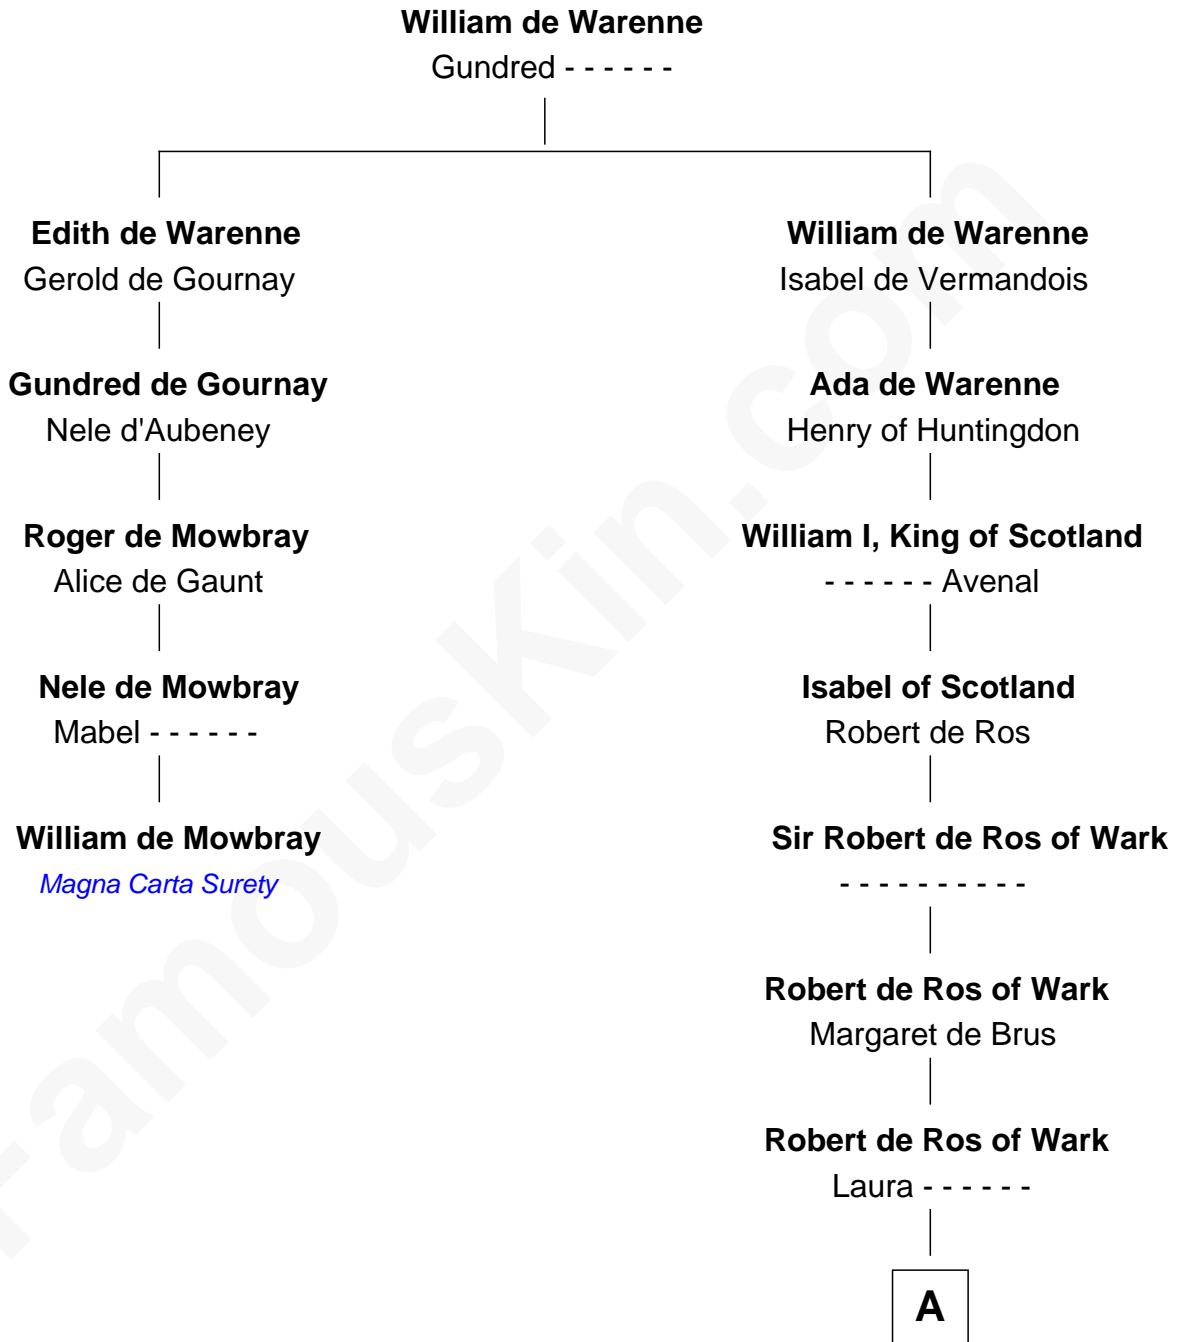 William de Warenne
Gundred - - - - - -
Edith de Warenne
Gerold de Gournay
Gundred de Gournay
Nele d'Aubeney
Roger de Mowbray
Alice de Gaunt
Nele de Mowbray
Mabel - - - - - -
William de Mowbray
Magna Carta Surety
William de Warenne
Isabel de Vermandois
Ada de Warenne
Henry of Huntingdon
William I, King of Scotland
- - - - - - Avenal
Isabel of Scotland
Robert de Ros
Sir Robert de Ros of Wark
- - - - - - - - - -
Robert de Ros of Wark
Margaret de Brus
Robert de Ros of Wark
Laura - - - - - -
A
FamousKin.com